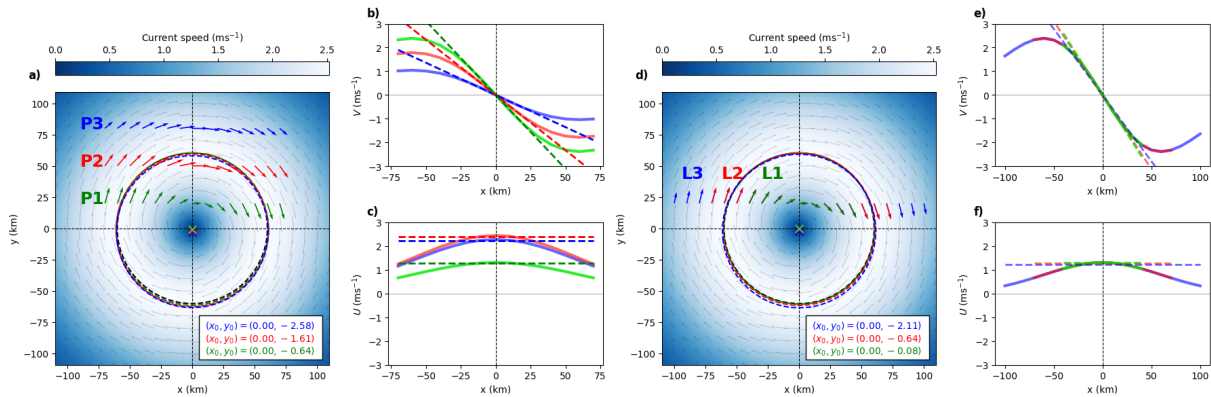 Current speed (ms⁻¹)
0.0 0.5 1.0 1.5 2.0 2.5
a)
P3
P2
P1
100
75
50
25
0
−25
−50
−75
−100
y (km)
(x₀, y₀) = (0.00, − 2.58)
(x₀, y₀) = (0.00, − 1.61)
(x₀, y₀) = (0.00, − 0.64)
−100 −75 −50 −25 0 25 50 75 100
x (km)
b)
3
2
1
0
−1
−2
−3
V (ms⁻¹)
−75 −50 −25 0 25 50 75
x (km)
c)
3
2
1
0
−1
−2
−3
U (ms⁻¹)
−75 −50 −25 0 25 50 75
x (km)
Current speed (ms⁻¹)
0.0 0.5 1.0 1.5 2.0 2.5
d)
L3 L2 L1
100
75
50
25
0
−25
−50
−75
−100
y (km)
(x₀, y₀) = (0.00, − 2.11)
(x₀, y₀) = (0.00, − 0.64)
(x₀, y₀) = (0.00, − 0.08)
−100 −75 −50 −25 0 25 50 75 100
x (km)
e)
3
2
1
0
−1
−2
−3
V (ms⁻¹)
−100 −50 0 50 100
x (km)
f)
3
2
1
0
−1
−2
−3
U (ms⁻¹)
−100 −50 0 50 100
x (km)